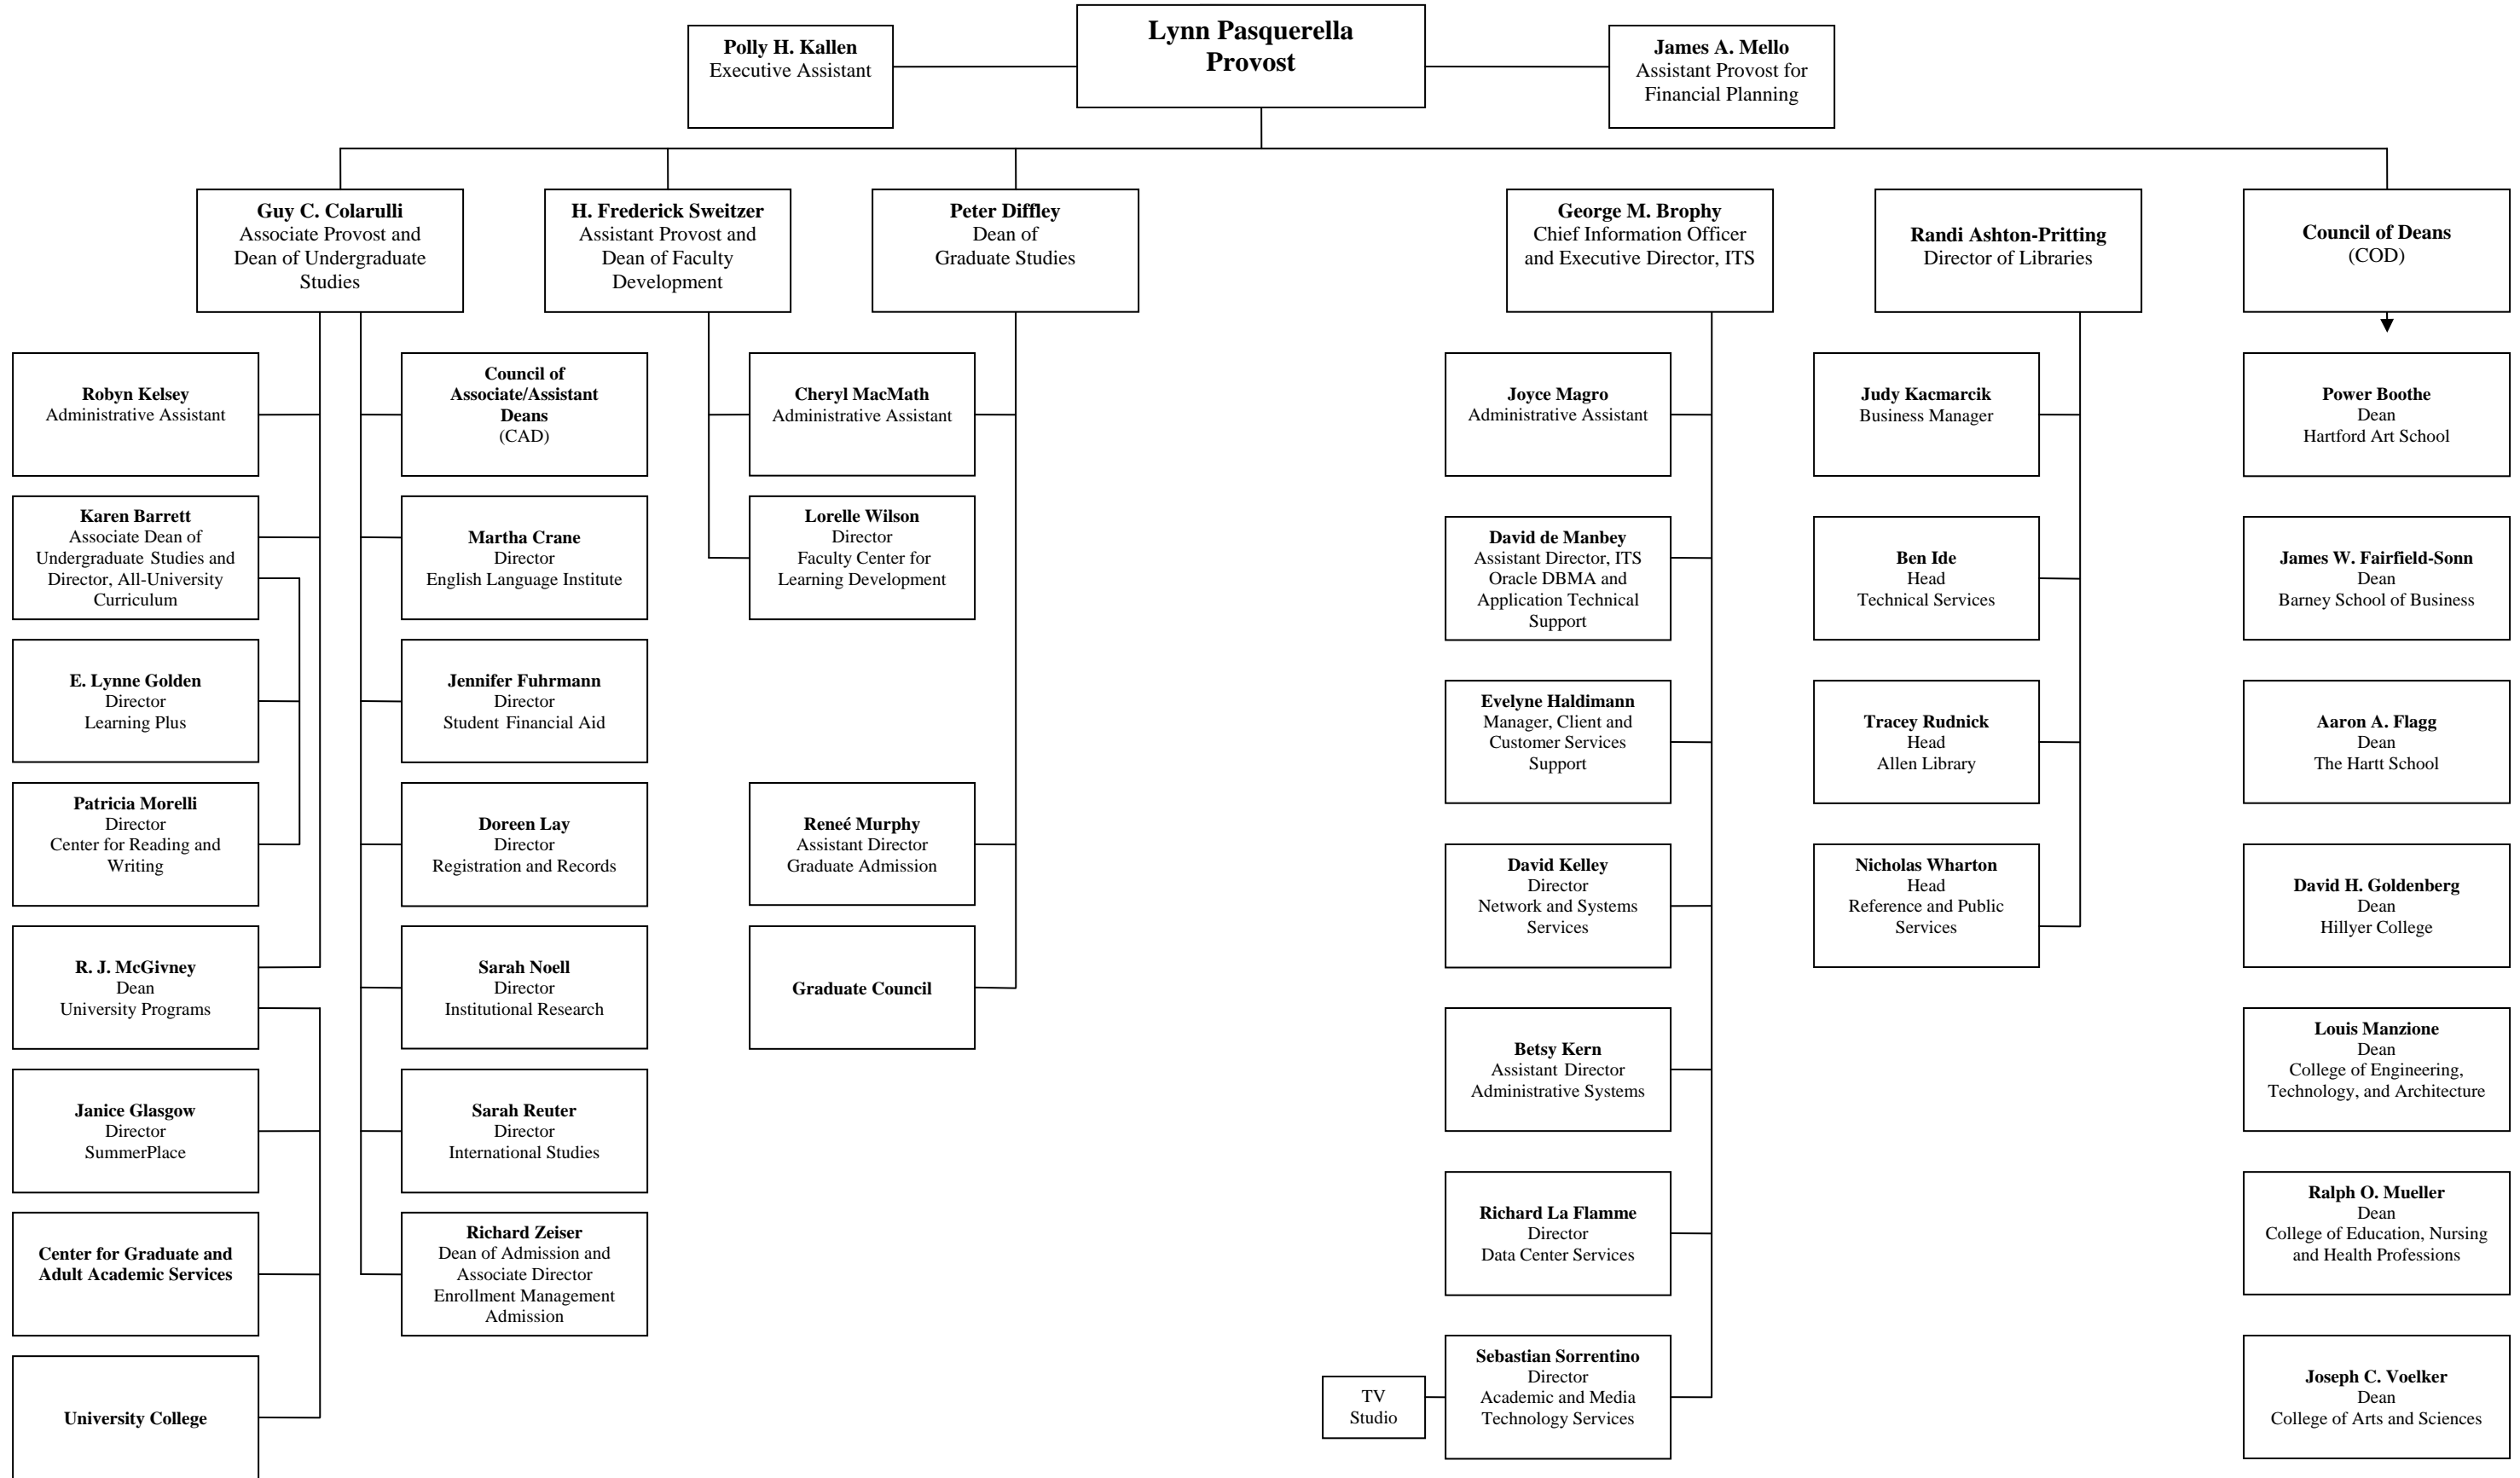 Polly H. Kallen
Executive Assistant
Lynn Pasquerella
Provost
James A. Mello
Assistant Provost for
Financial Planning
Guy C. Colarulli
Associate Provost and
Dean of Undergraduate
Studies
H. Frederick Sweitzer
Assistant Provost and
Dean of Faculty
Development
Peter Diffley
Dean of
Graduate Studies
George M. Brophy
Chief Information Officer
and Executive Director, ITS
Randi Ashton-Pritting
Director of Libraries
Council of Deans
(COD)
Robyn Kelsey
Administrative Assistant
Karen Barrett
Associate Dean of
Undergraduate Studies and
Director, All-University
Curriculum
E. Lynne Golden
Director
Learning Plus
Patricia Morelli
Director
Center for Reading and
Writing
R. J. McGivney
Dean
University Programs
Janice Glasgow
Director
SummerPlace
Center for Graduate and
Adult Academic Services
University College
Council of
Associate/Assistant
Deans
(CAD)
Martha Crane
Director
English Language Institute
Jennifer Fuhrmann
Director
Student Financial Aid
Doreen Lay
Director
Registration and Records
Sarah Noell
Director
Institutional Research
Sarah Reuter
Director
International Studies
Richard Zeiser
Dean of Admission and
Associate Director
Enrollment Management
Admission
Cheryl MacMath
Administrative Assistant
Lorelle Wilson
Director
Faculty Center for
Learning Development
Reneé Murphy
Assistant Director
Graduate Admission
Graduate Council
Joyce Magro
Administrative Assistant
David de Manbey
Assistant Director, ITS
Oracle DBMA and
Application Technical
Support
Evelyne Haldimann
Manager, Client and
Customer Services
Support
David Kelley
Director
Network and Systems
Services
Betsy Kern
Assistant Director
Administrative Systems
Richard La Flamme
Director
Data Center Services
Sebastian Sorrentino
Director
Academic and Media
Technology Services
TV
Studio
Judy Kacmarcik
Business Manager
Ben Ide
Head
Technical Services
Tracey Rudnick
Head
Allen Library
Nicholas Wharton
Head
Reference and Public
Services
Power Boothe
Dean
Hartford Art School
James W. Fairfield-Sonn
Dean
Barney School of Business
Aaron A. Flagg
Dean
The Hartt School
David H. Goldenberg
Dean
Hillyer College
Louis Manzione
Dean
College of Engineering,
Technology, and Architecture
Ralph O. Mueller
Dean
College of Education, Nursing
and Health Professions
Joseph C. Voelker
Dean
College of Arts and Sciences